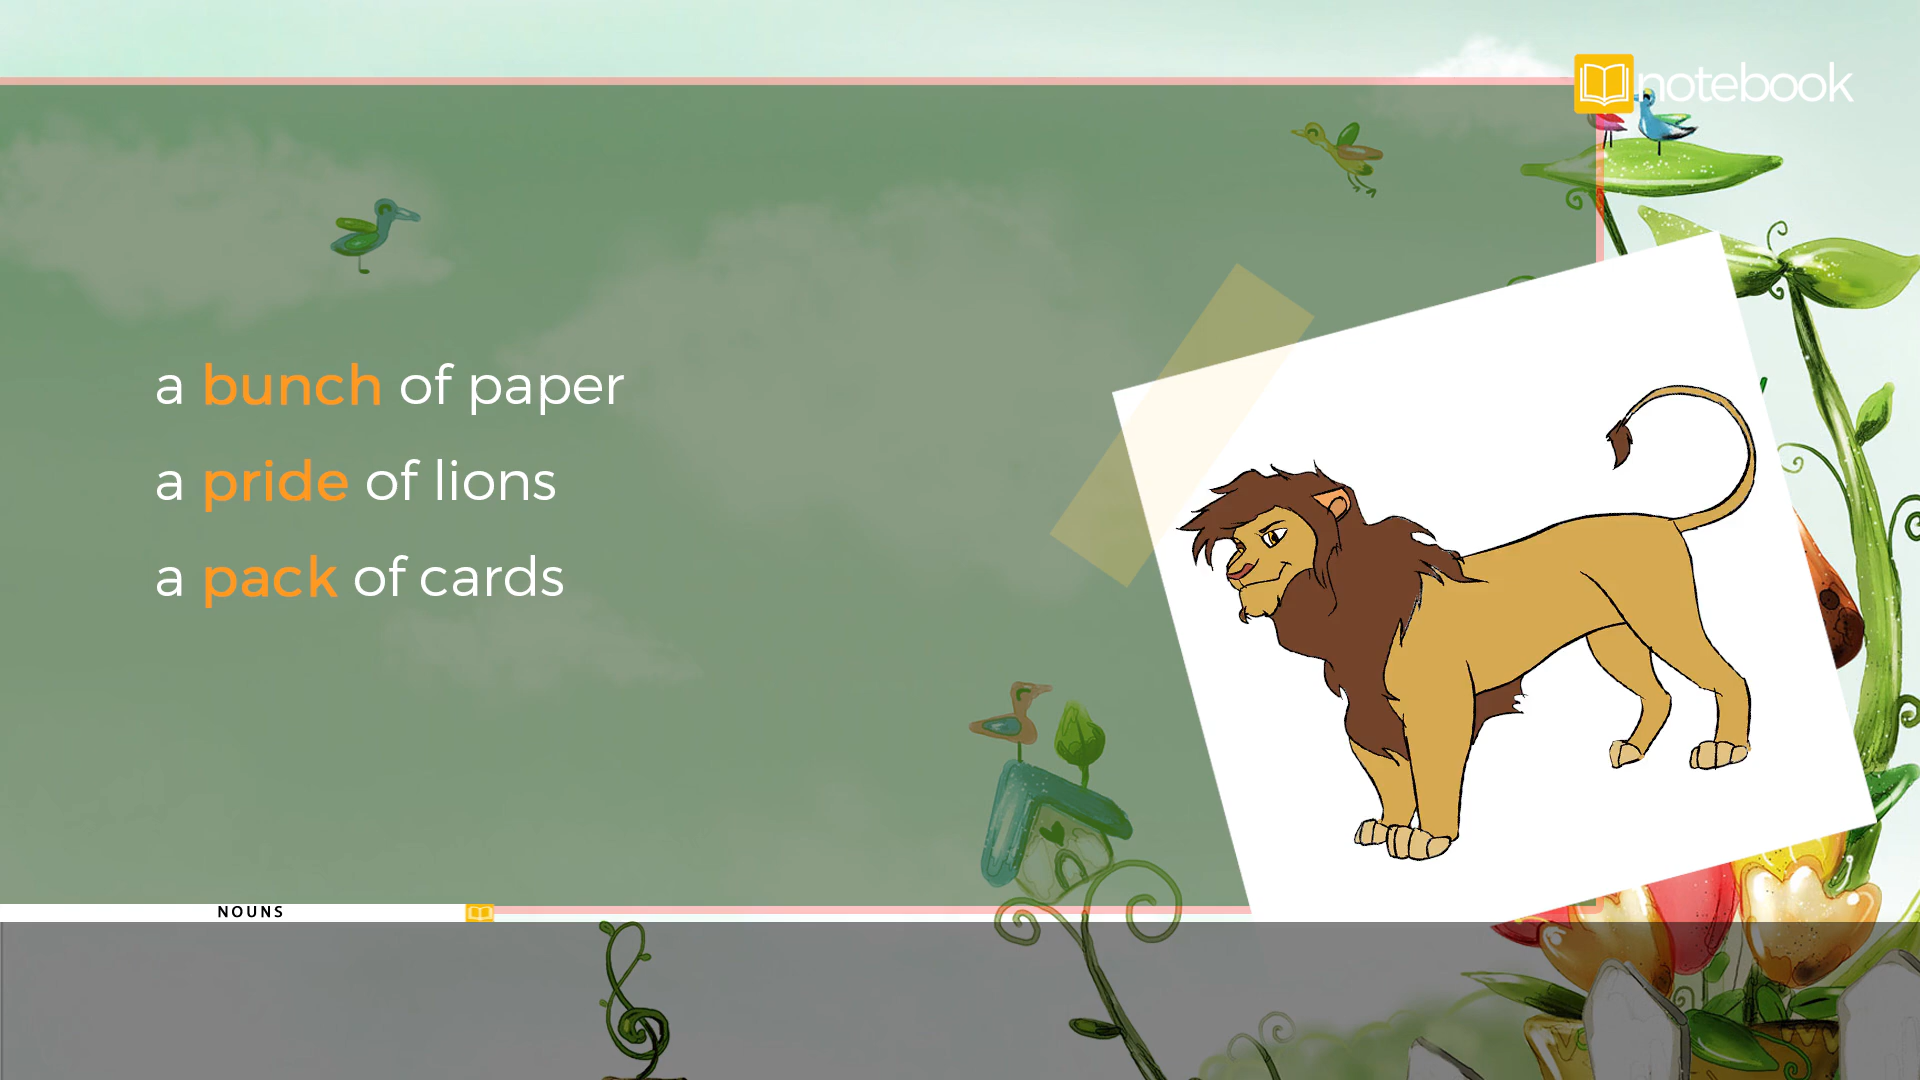 notebook
a bunch of paper
a pride of lions
a pack of cards
NOUNS